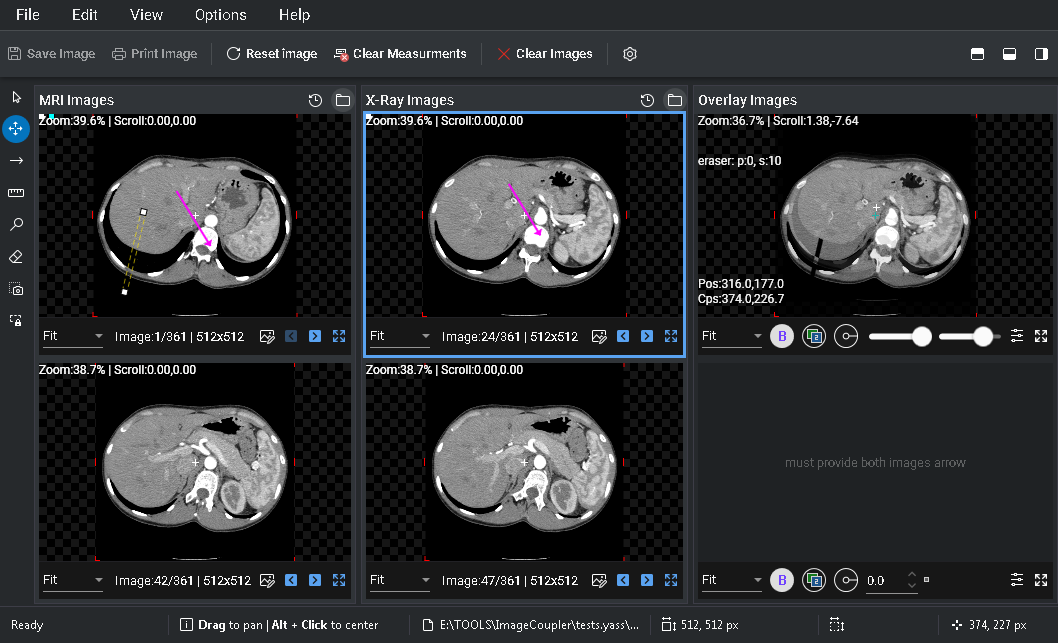 File Edit View Options Help
Save Image Print Image Reset image Clear Measurments Clear Images
MRI Images
X-Ray Images
Overlay Images
Zoom:39.6% | Scroll:0.00,0.00
Zoom:39.6% | Scroll:0.00,0.00
Zoom:36.7% | Scroll:1.38,-7.64
eraser: p:0, s:10
Pos:316.0,177.0
Cps:374.0,226.7
Fit Image:1/361 | 512x512
Fit Image:24/361 | 512x512
Fit B 2
Zoom:38.7% | Scroll:0.00,0.00
Zoom:38.7% | Scroll:0.00,0.00
must provide both images arrow
Fit Image:42/361 | 512x512
Fit Image:47/361 | 512x512
Fit B 2 0.0
Ready Drag to pan | Alt + Click to center E:\TOOLS\ImageCoupler\tests.yass\... 512, 512 px 374, 227 px